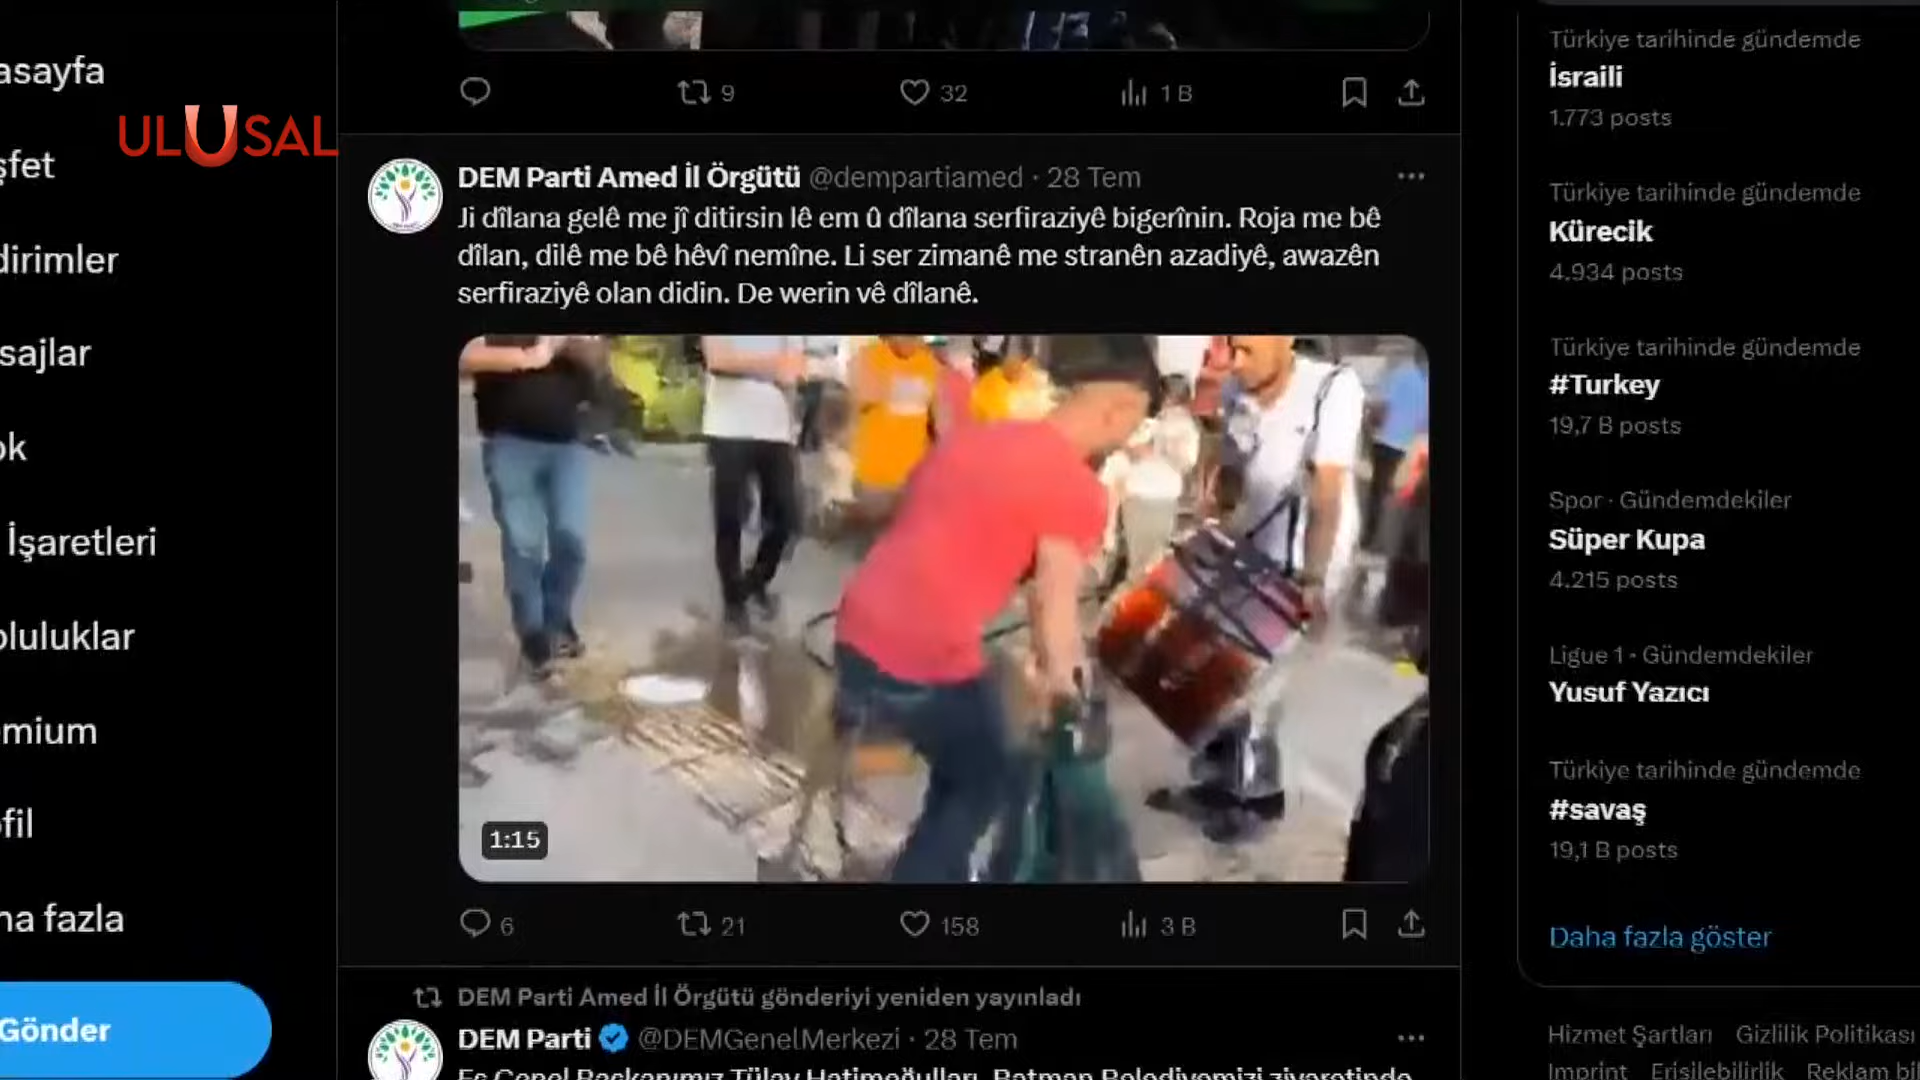 asayfa
şfet
dirimler
sajlar
ok
İşaretleri
oluluklar
emium
ofil
ha fazla
Gönder
ULUSAL
9
32
1 B
DEM Parti Amed İl Örgütü @dempartiamed · 28 Tem
Ji dîlana gelê me jî ditirsin lê em û dîlana serfiraziyê bigerînin. Roja me bê
dîlan, dilê me bê hêvî nemîne. Li ser zimanê me stranên azadiyê, awazên
serfiraziyê olan didin. De werin vê dîlanê.
1:15
6
21
158
3 B
DEM Parti Amed İl Örgütü gönderiyi yeniden yayınladı
DEM Parti @DEMGenelMerkezi · 28 Tem
Eş Genel Başkanımız Tülay Hatimoğulları, Batman Belediyemizi ziyaretinde
Türkiye tarihinde gündemde
İsraili
1.773 posts
Türkiye tarihinde gündemde
Kürecik
4.934 posts
Türkiye tarihinde gündemde
#Turkey
19,7 B posts
Spor · Gündemdekiler
Süper Kupa
4.215 posts
Ligue 1 · Gündemdekiler
Yusuf Yazıcı
Türkiye tarihinde gündemde
#savaş
19,1 B posts
Daha fazla göster
Hizmet Şartları Gizlilik Politikası
Imprint Erişilebilirlik Reklam bil